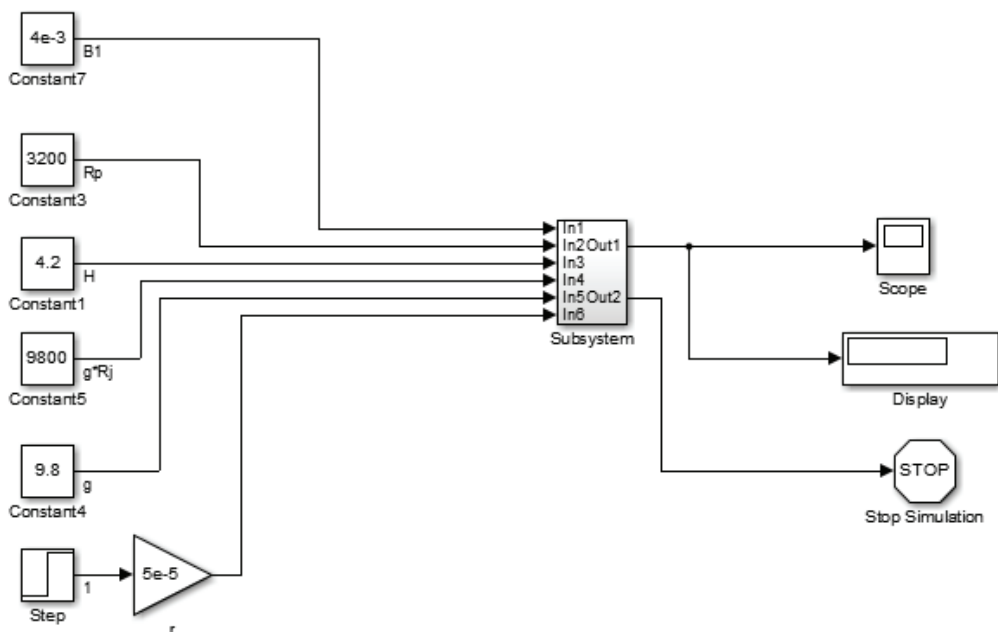 4e-3
B1
Constant7
3200
Rp
Constant3
4.2
H
Constant1
9800
g*Rj
Constant5
9.8
g
Constant4
1
Step
5e-5
r
In1
In2 Out1
In3
In4
In5 Out2
In6
Subsystem
Scope
Display
STOP
Stop Simulation